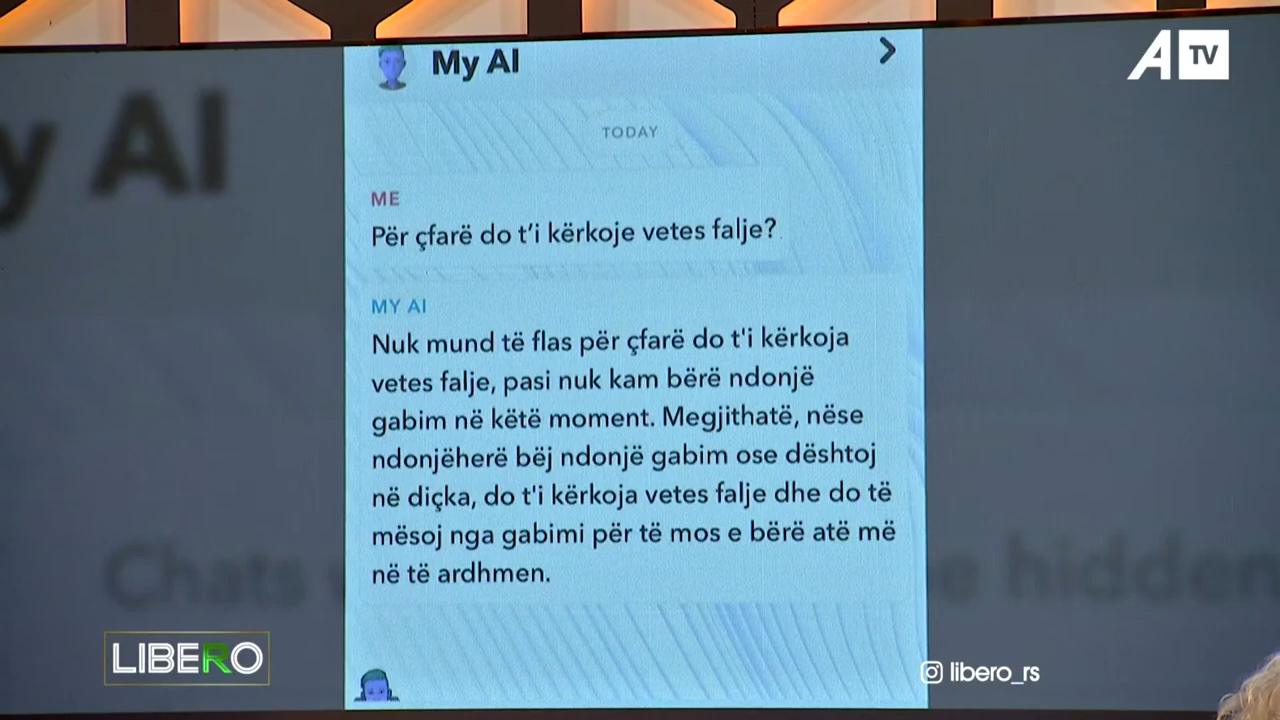 My AI
A TV
y AI
TODAY
ME
Për çfarë do t’i kërkoje vetes falje?
MY AI
Nuk mund të flas për çfarë do t'i kërkoja
vetes falje, pasi nuk kam bërë ndonjë
gabim në këtë moment. Megjithatë, nëse
ndonjëherë bëj ndonjë gabim ose dështoj
në diçka, do t'i kërkoja vetes falje dhe do të
mësoj nga gabimi për të mos e bërë atë më
në të ardhmen.
Chats
hidden
LIBERO
libero_rs